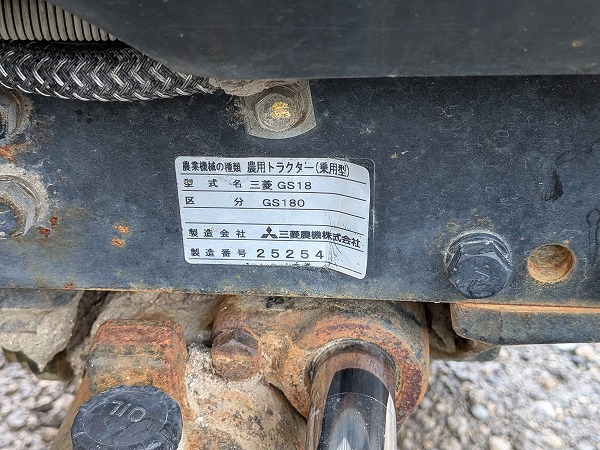 農業機械の種類 農用トラクター(乗用型)
型式名 三菱 GS18
区分 GS180
製造会社 三菱農機株式会社
製造番号 25254
OIL